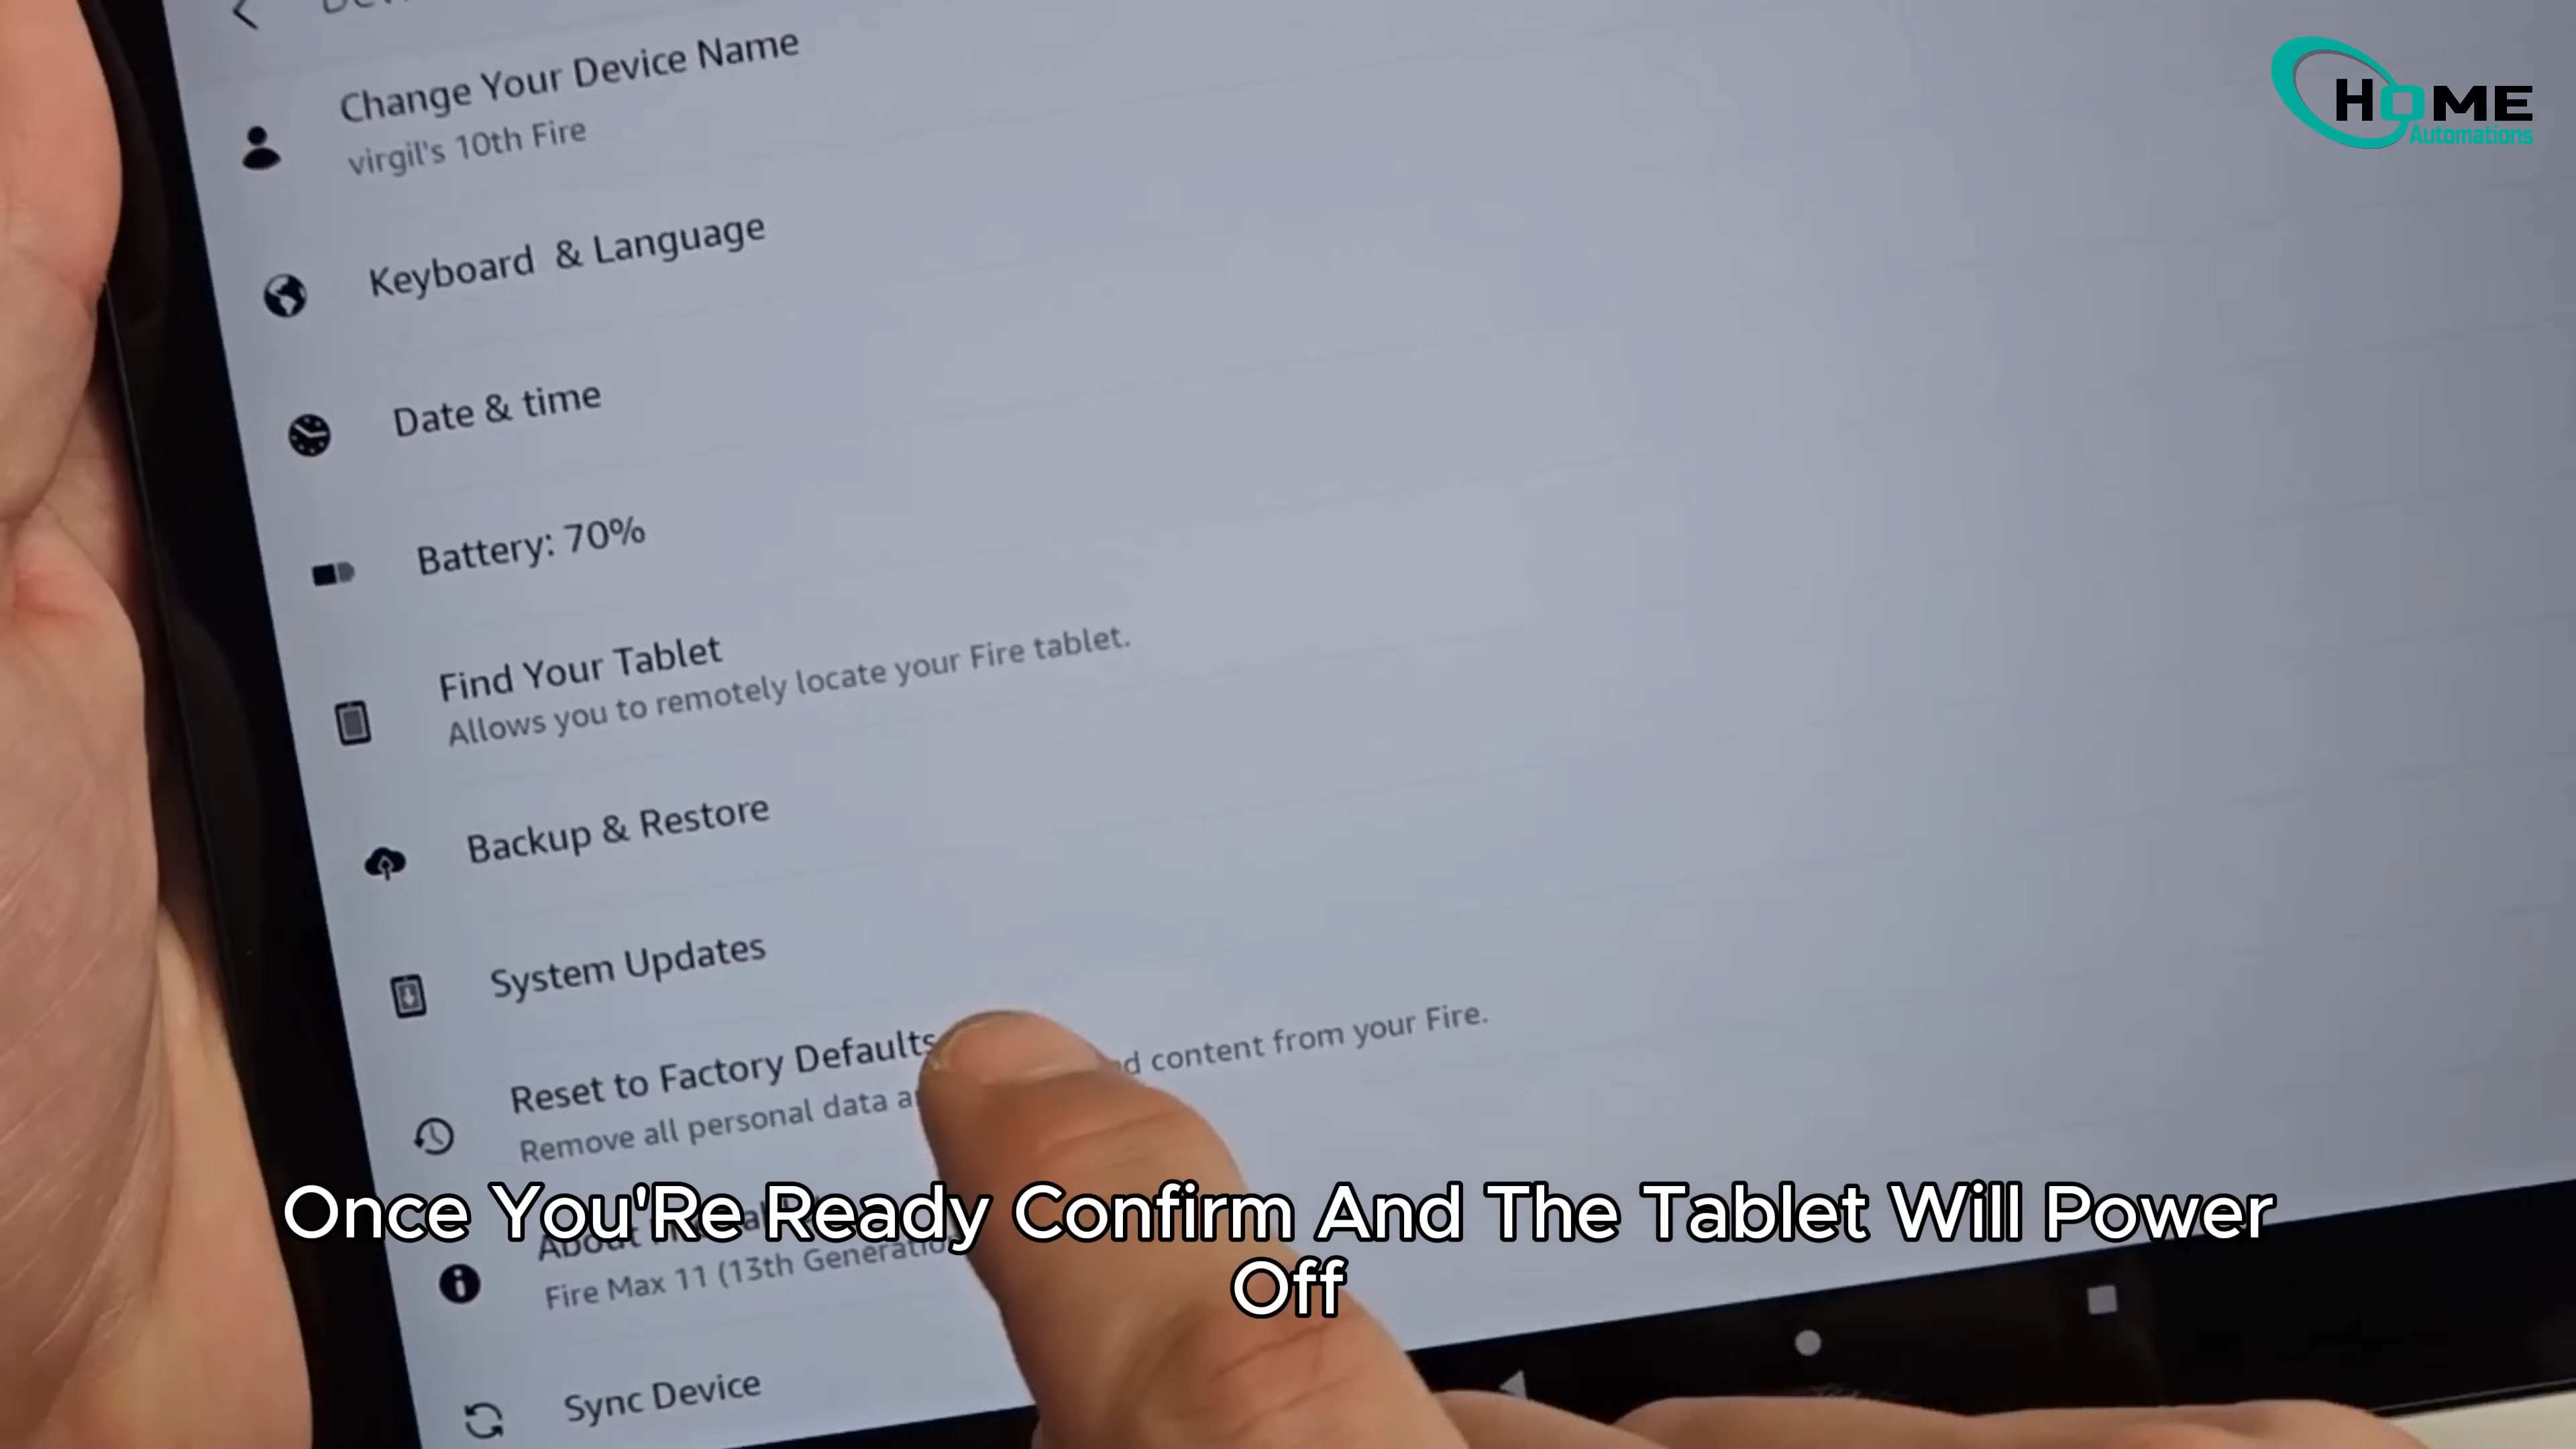 HOME
Automations
Change Your Device Name
virgil's 10th Fire
Keyboard & Language
Date & time
Battery: 70%
Find Your Tablet
Allows you to remotely locate your Fire tablet.
Backup & Restore
System Updates
Reset to Factory Defaults
Remove all personal data content from your Fire.
About
Fire Max 11 (13th Generation
Sync Device
Once You'Re Ready Confirm And The Tablet Will Power
Off